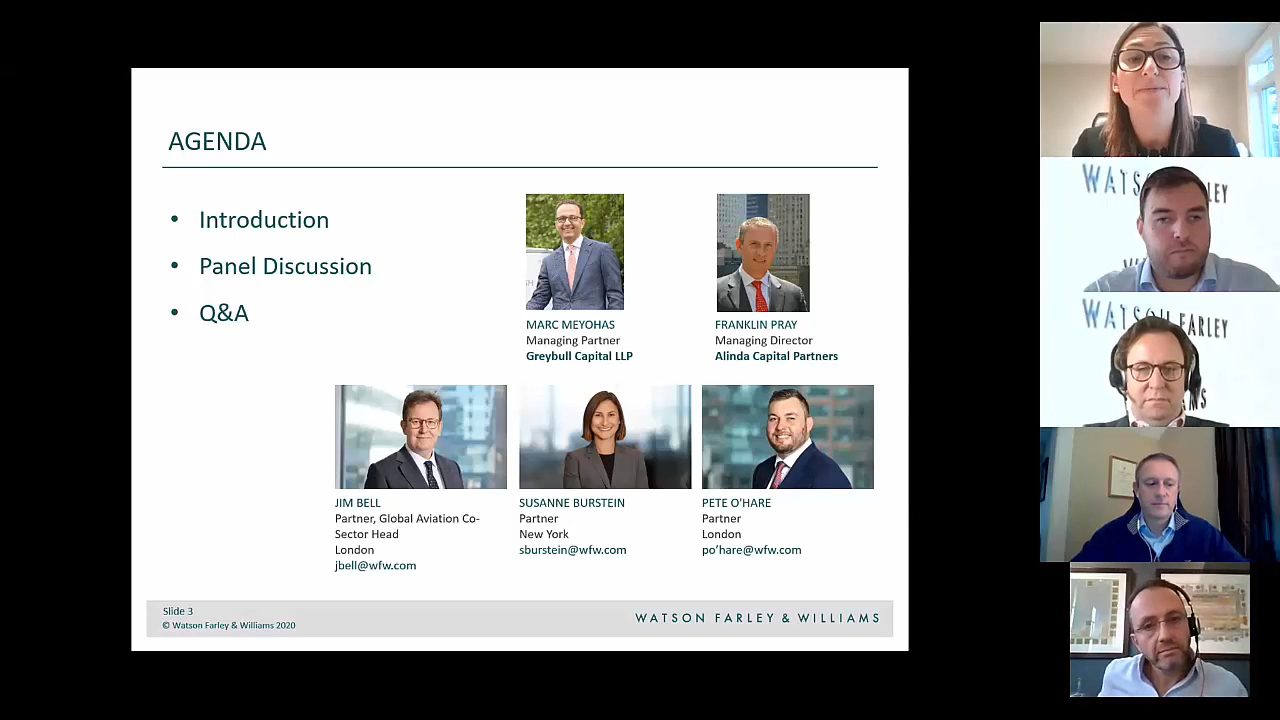 AGENDA
• Introduction
• Panel Discussion
• Q&A
MARC MEYOHAS
Managing Partner
Greybull Capital LLP
FRANKLIN PRAY
Managing Director
Alinda Capital Partners
JIM BELL
Partner, Global Aviation Co-
Sector Head
London
jbell@wfw.com
SUSANNE BURSTEIN
Partner
New York
sburstein@wfw.com
PETE O'HARE
Partner
London
po'hare@wfw.com
Slide 3
© Watson Farley & Williams 2020
WATSON FARLEY & WILLIAMS